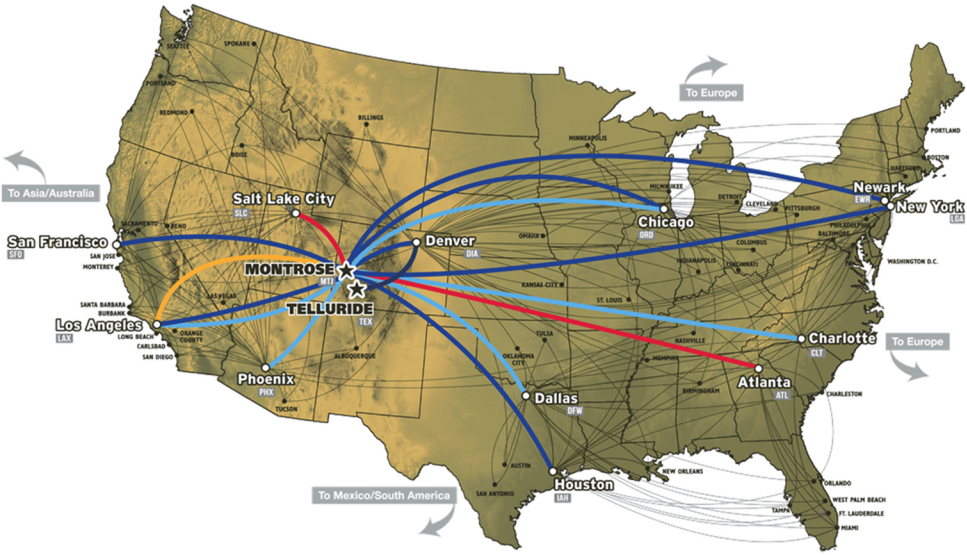 SEATTLE
SPOKANE
PORTLAND
REDMOND
BOISE
BILLINGS
MINNEAPOLIS
To Europe
PORTLAND
BOSTON
HARTFORD
To Asia/Australia
Salt Lake City
SLC
MILWAUKEE
Chicago
ORD
DETROIT
CLEVELAND
PITTSBURGH
Newark
EWR
New York
LGA
PHILADELPHIA
BALTIMORE
WASHINGTON D.C.
SACRAMENTO
RENO
San Francisco
SFO
SAN JOSE
MONTEREY
Denver
DIA
OMAHA
COLUMBUS
INDIANAPOLIS
CINCINNATI
MONTROSE
MTJ
TELLURIDE
TEX
KANSAS CITY
ST. LOUIS
LAS VEGAS
SANTA BARBARA
BURBANK
Los Angeles
LAX
LONG BEACH
ORANGE
COUNTY
CARLSBAD
SAN DIEGO
ALBUQUERQUE
TULSA
OKLAHOMA
CITY
NASHVILLE
MEMPHIS
Charlotte
CLT
To Europe
Phoenix
PHX
TUCSON
Dallas
DFW
Atlanta
ATL
BIRMINGHAM
CHARLESTON
AUSTIN
SAN ANTONIO
Houston
IAH
NEW ORLEANS
To Mexico/South America
ORLANDO
TAMPA
WEST PALM BEACH
FT. LAUDERDALE
MIAMI